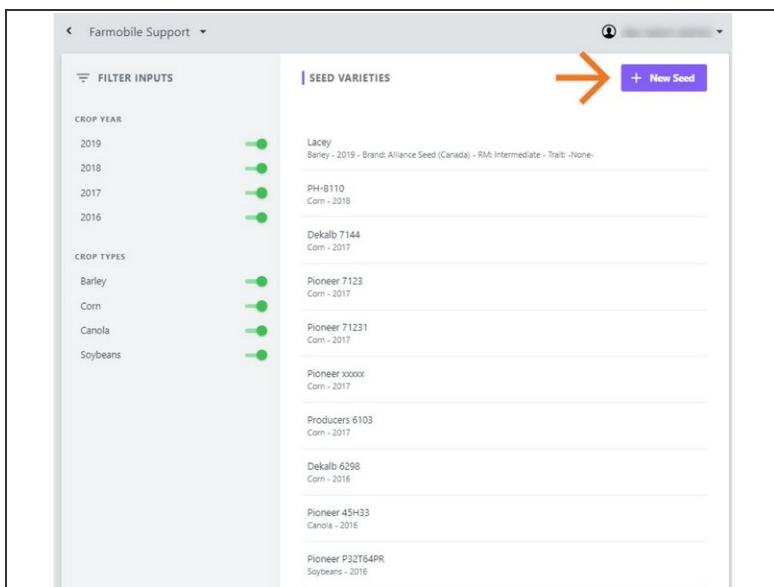 Farmobile Support
FILTER INPUTS
CROP YEAR
2019
2018
2017
2016
CROP TYPES
Barley
Corn
Canola
Soybeans
SEED VARIETIES
+ New Seed
Lacey
Barley - 2019 - Brand: Alliance Seed (Canada) - RM: Intermediate - Trait: -None-
PH-8110
Corn - 2018
Dekalb 7144
Corn - 2017
Pioneer 7123
Corn - 2017
Pioneer 71231
Corn - 2017
Pioneer xxxxx
Corn - 2017
Producers 6103
Corn - 2017
Dekalb 6298
Corn - 2016
Pioneer 45H33
Canola - 2016
Pioneer P32T64PR
Soybeans - 2016